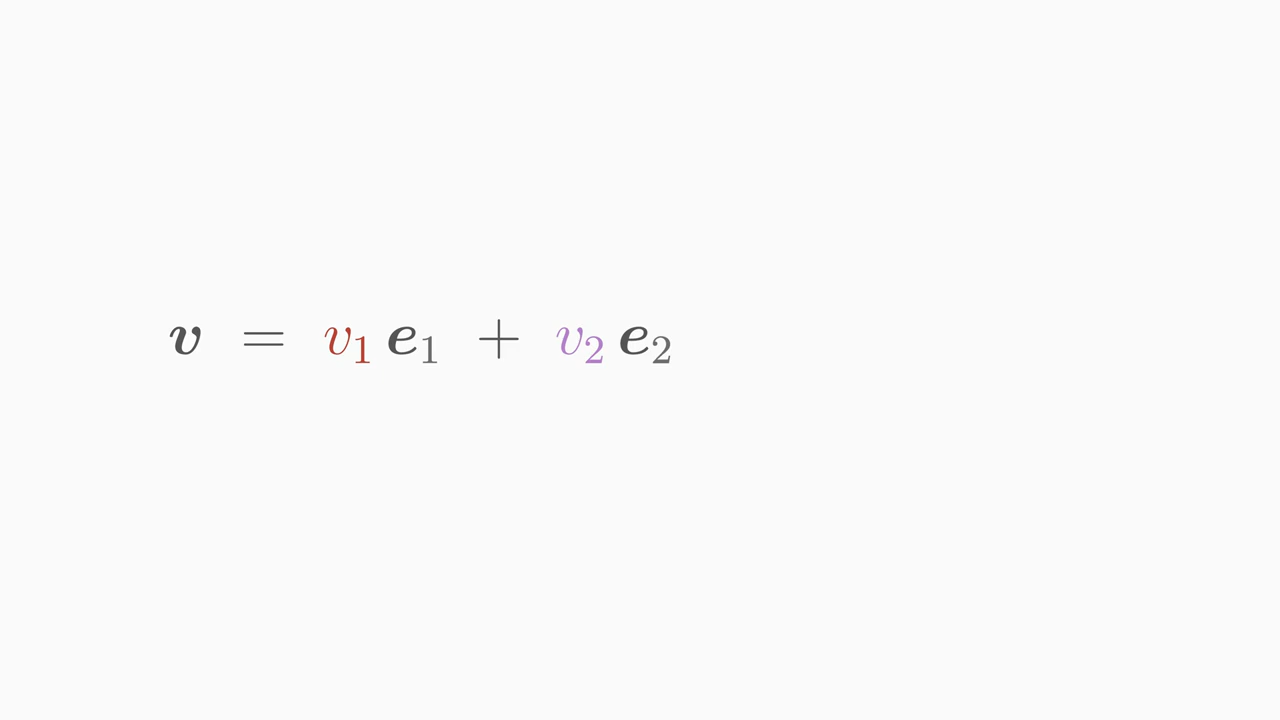 𝒗 = v₁ 𝒆₁ + v₂ 𝒆₂